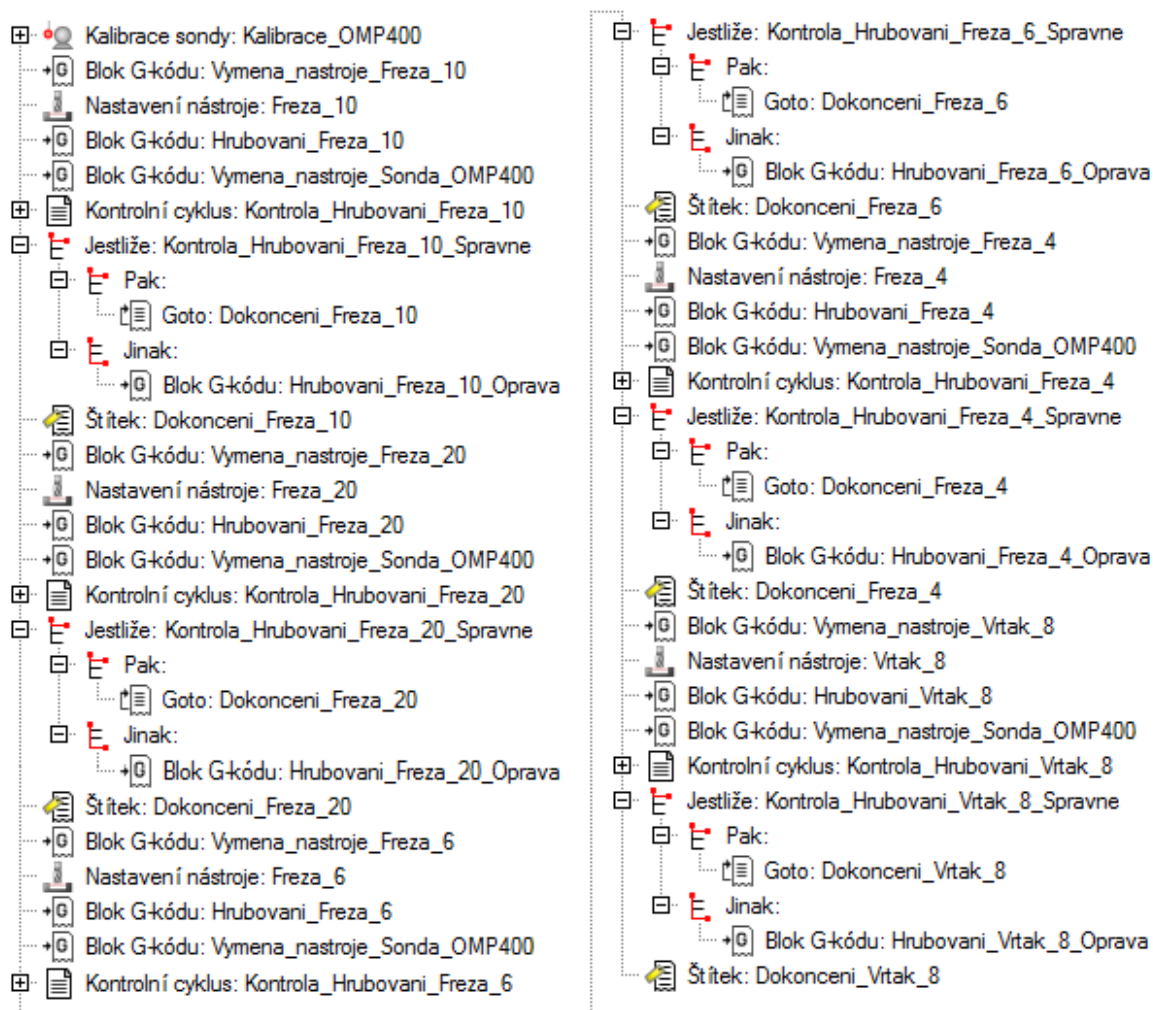 Kalibrace sondy: Kalibrace_OMP400
Blok G-kódu: Vymena_nastroje_Freza_10
Nastavení nástroje: Freza_10
Blok G-kódu: Hrubovani_Freza_10
Blok G-kódu: Vymena_nastroje_Sonda_OMP400
Kontrolní cyklus: Kontrola_Hrubovani_Freza_10
Jestliže: Kontrola_Hrubovani_Freza_10_Spravne
Pak:
Goto: Dokonceni_Freza_10
Jinak:
Blok G-kódu: Hrubovani_Freza_10_Oprava
Štítek: Dokonceni_Freza_10
Blok G-kódu: Vymena_nastroje_Freza_20
Nastavení nástroje: Freza_20
Blok G-kódu: Hrubovani_Freza_20
Blok G-kódu: Vymena_nastroje_Sonda_OMP400
Kontrolní cyklus: Kontrola_Hrubovani_Freza_20
Jestliže: Kontrola_Hrubovani_Freza_20_Spravne
Pak:
Goto: Dokonceni_Freza_20
Jinak:
Blok G-kódu: Hrubovani_Freza_20_Oprava
Štítek: Dokonceni_Freza_20
Blok G-kódu: Vymena_nastroje_Freza_6
Nastavení nástroje: Freza_6
Blok G-kódu: Hrubovani_Freza_6
Blok G-kódu: Vymena_nastroje_Sonda_OMP400
Kontrolní cyklus: Kontrola_Hrubovani_Freza_6
Jestliže: Kontrola_Hrubovani_Freza_6_Spravne
Pak:
Goto: Dokonceni_Freza_6
Jinak:
Blok G-kódu: Hrubovani_Freza_6_Oprava
Štítek: Dokonceni_Freza_6
Blok G-kódu: Vymena_nastroje_Freza_4
Nastavení nástroje: Freza_4
Blok G-kódu: Hrubovani_Freza_4
Blok G-kódu: Vymena_nastroje_Sonda_OMP400
Kontrolní cyklus: Kontrola_Hrubovani_Freza_4
Jestliže: Kontrola_Hrubovani_Freza_4_Spravne
Pak:
Goto: Dokonceni_Freza_4
Jinak:
Blok G-kódu: Hrubovani_Freza_4_Oprava
Štítek: Dokonceni_Freza_4
Blok G-kódu: Vymena_nastroje_Vrtak_8
Nastavení nástroje: Vrtak_8
Blok G-kódu: Hrubovani_Vrtak_8
Blok G-kódu: Vymena_nastroje_Sonda_OMP400
Kontrolní cyklus: Kontrola_Hrubovani_Vrtak_8
Jestliže: Kontrola_Hrubovani_Vrtak_8_Spravne
Pak:
Goto: Dokonceni_Vrtak_8
Jinak:
Blok G-kódu: Hrubovani_Vrtak_8_Oprava
Štítek: Dokonceni_Vrtak_8